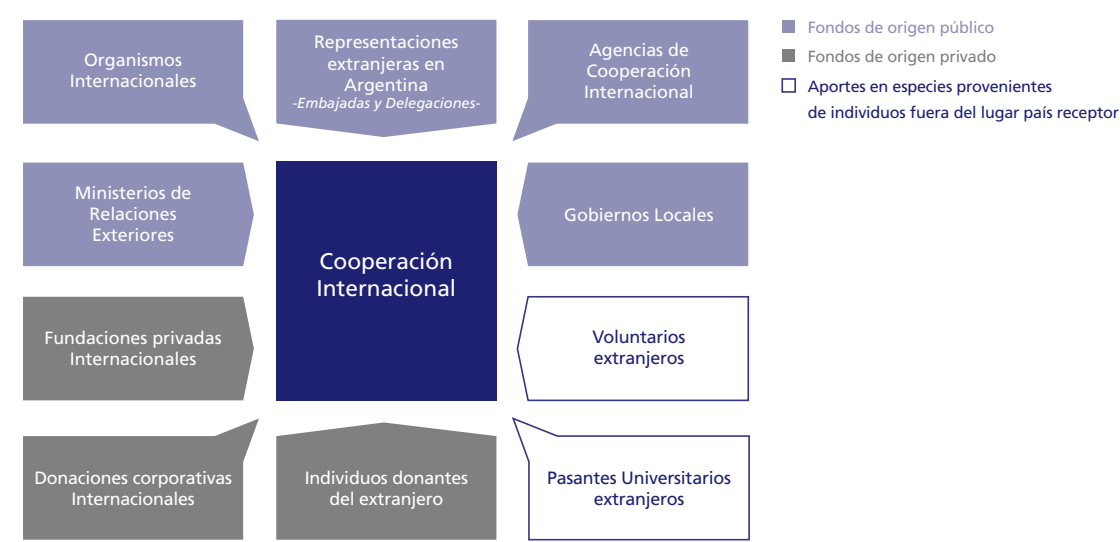 Organismos
Internacionales
Representaciones
extranjeras en
Argentina
-Embajadas y Delegaciones-
Agencias de
Cooperación
Internacional
Fondos de origen público
Fondos de origen privado
Aportes en especies provenientes
de individuos fuera del lugar país receptor
Ministerios de
Relaciones
Exteriores
Cooperación
Internacional
Gobiernos Locales
Fundaciones privadas
Internacionales
Voluntarios
extranjeros
Donaciones corporativas
Internacionales
Individuos donantes
del extranjero
Pasantes Universitarios
extranjeros